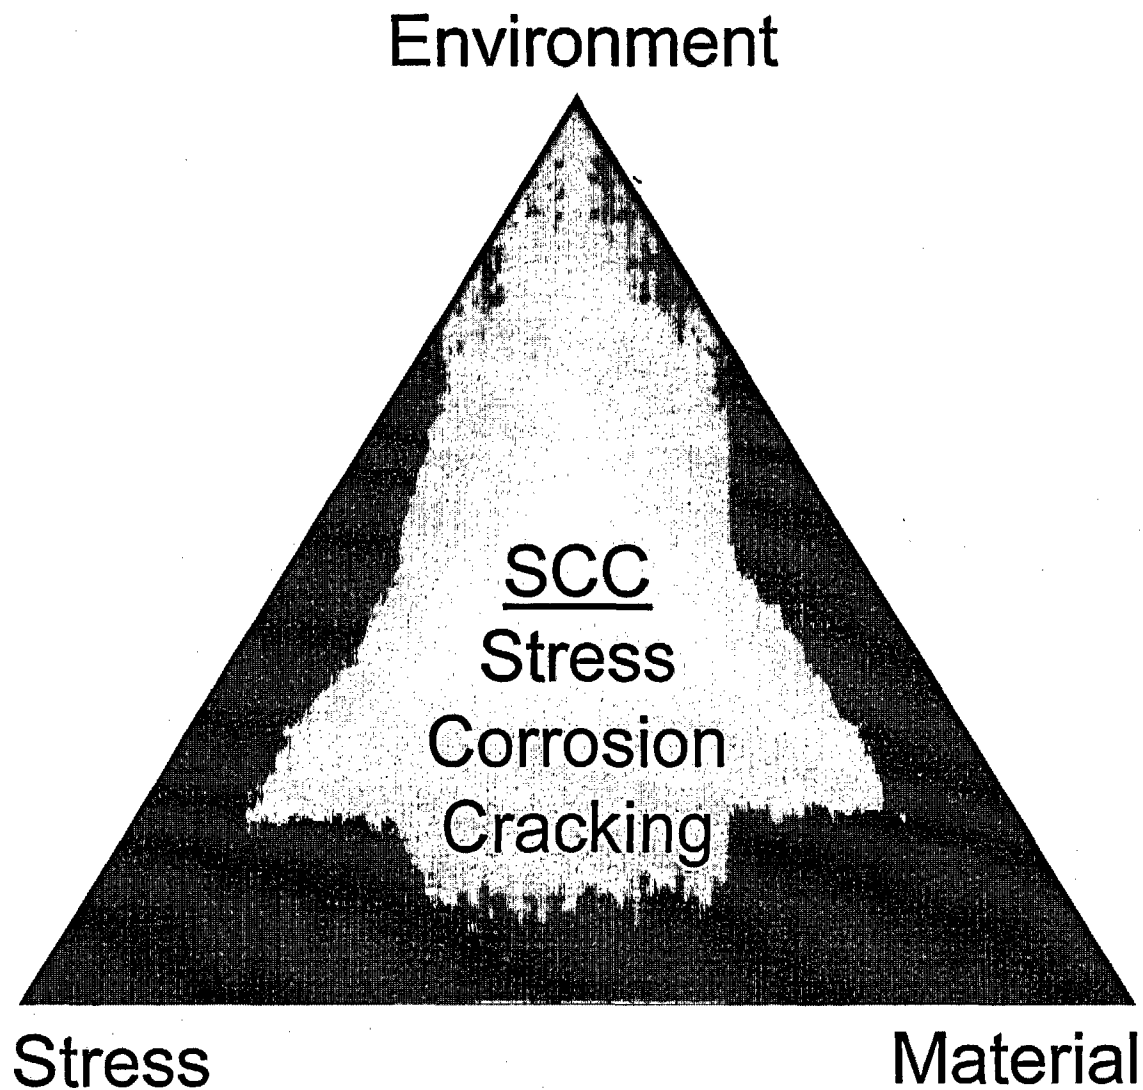 Environment
SCC
Stress
Corrosion
Cracking
Stress
Material